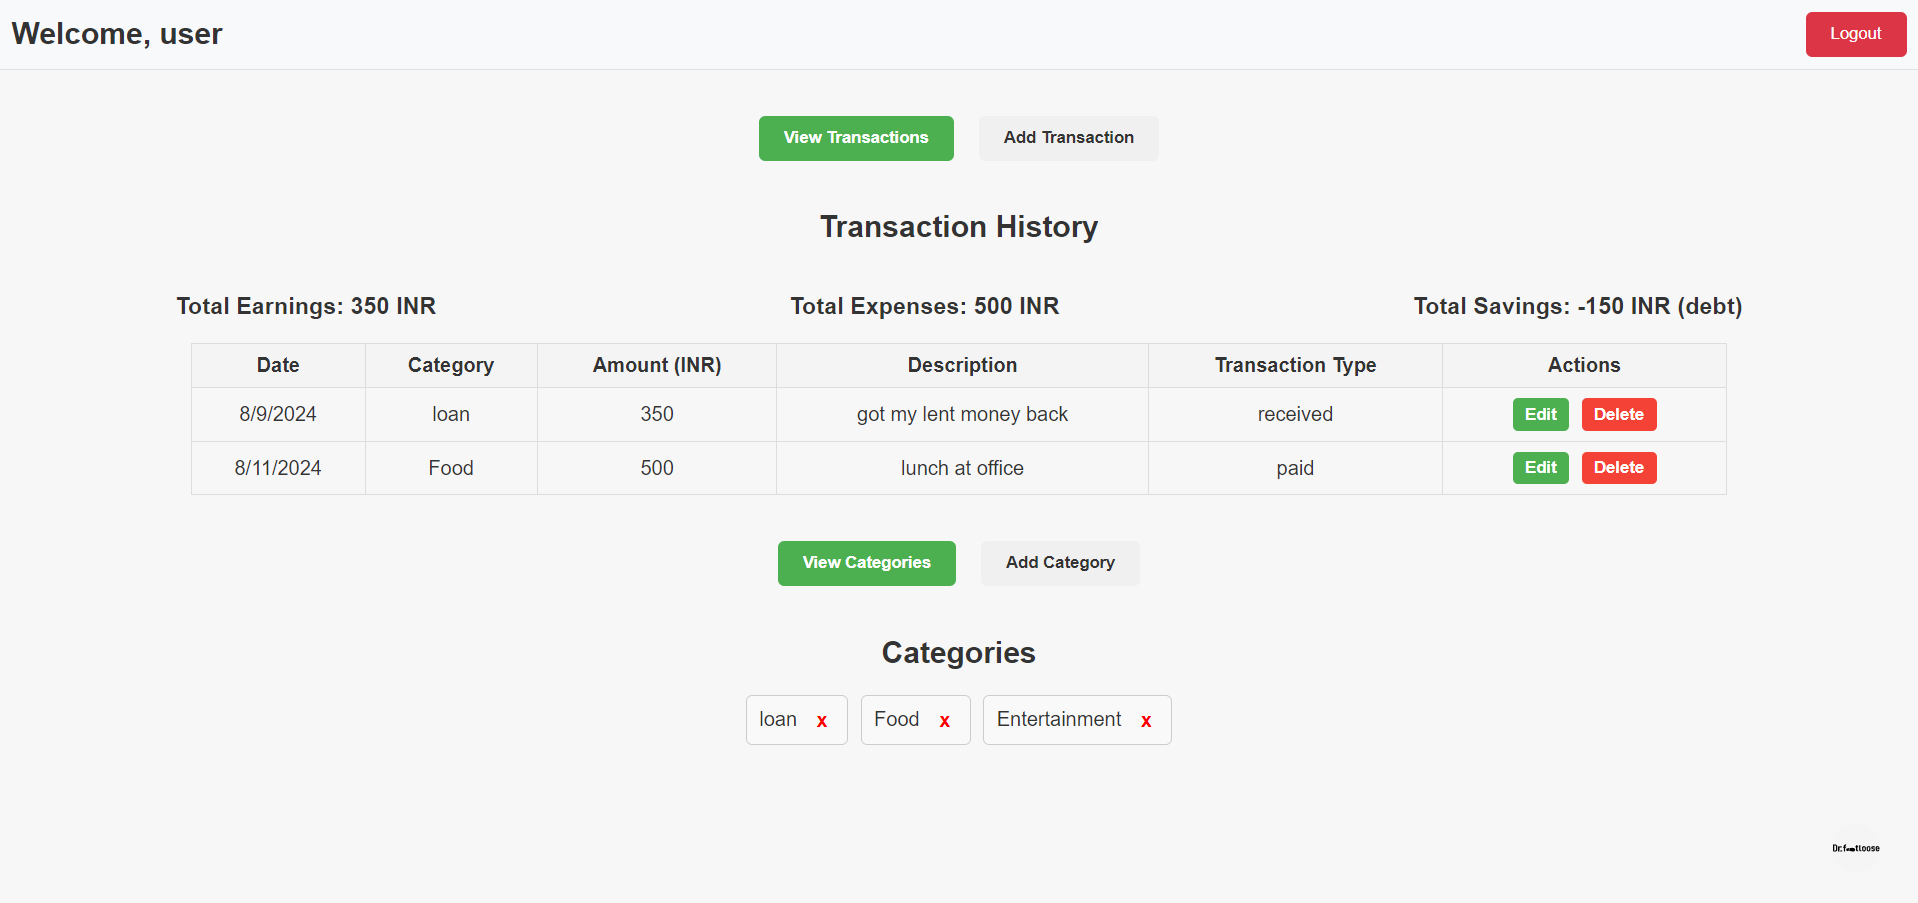 Welcome, user
Logout
View Transactions Add Transaction
Transaction History
Total Earnings: 350 INR Total Expenses: 500 INR Total Savings: -150 INR (debt)
Date Category Amount (INR) Description Transaction Type Actions
8/9/2024 loan 350 got my lent money back received Edit Delete
8/11/2024 Food 500 lunch at office paid Edit Delete
View Categories Add Category
Categories
loan x Food x Entertainment x